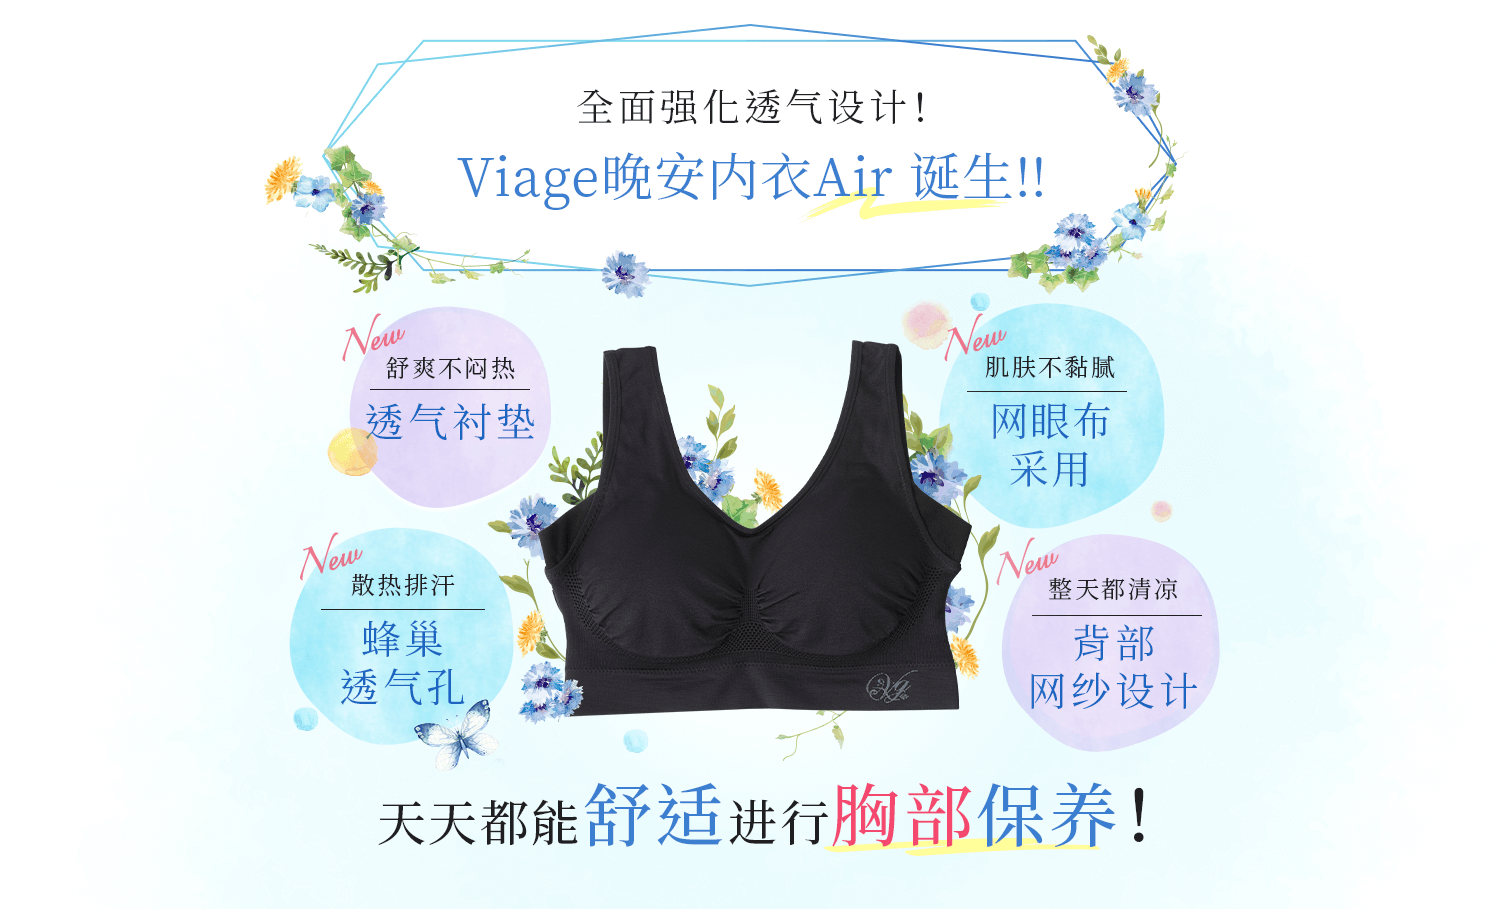 全面强化透气设计！
Viage晚安内衣Air 诞生!!
New
舒爽不闷热
透气衬垫
New
肌肤不黏腻
网眼布
采用
New
散热排汗
蜂巢
透气孔
New
整天都清凉
背部
网纱设计
Vg
天天都能舒适进行胸部保养！